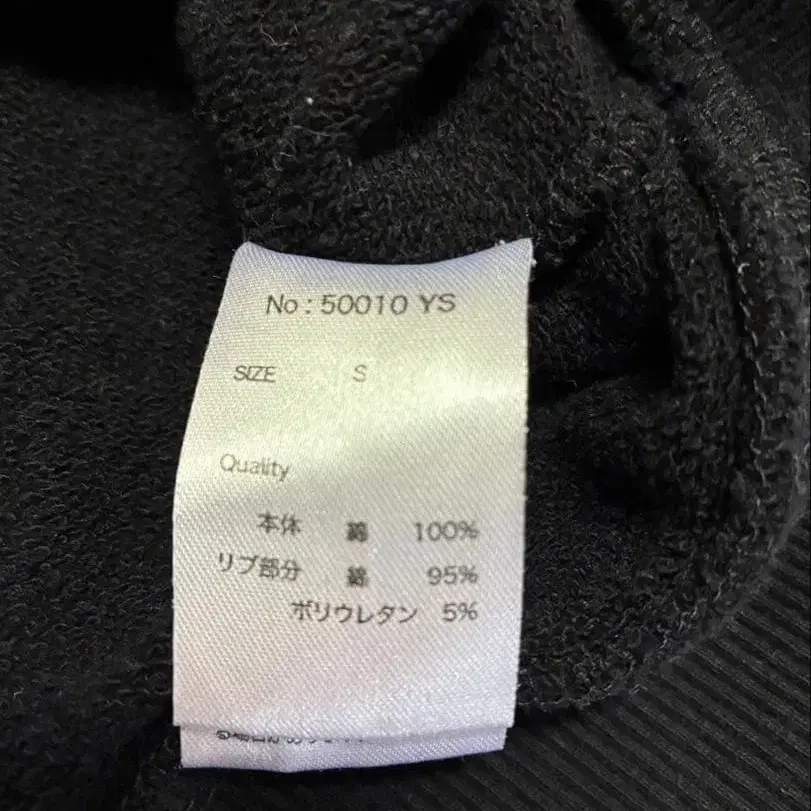 No : 50010 YS
SIZE S
Quality
本体 綿 100%
リブ部分 綿 95%
ポリウレタン 5%